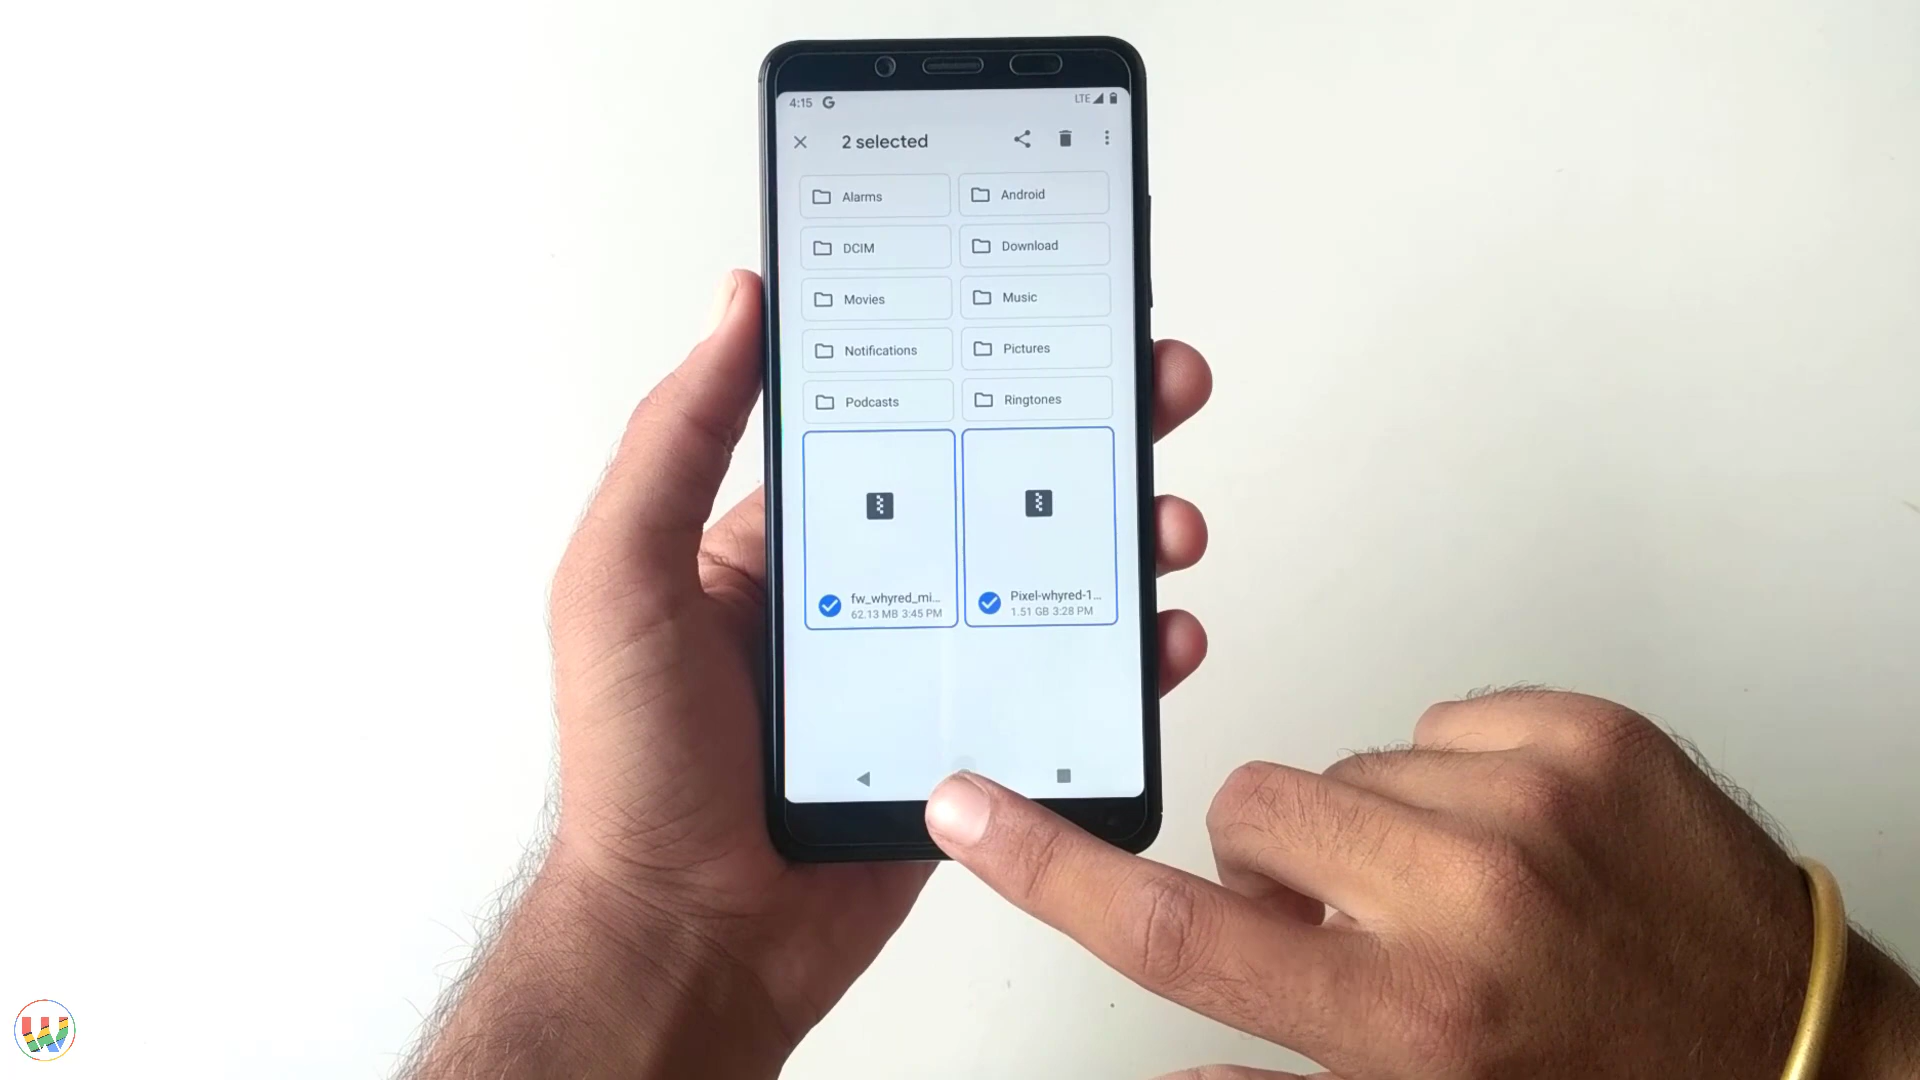 4:15 G LTE
2 selected
Alarms Android
DCIM Download
Movies Music
Notifications Pictures
Podcasts Ringtones
fw_whyred_mi... Pixel-whyred-1...
62.13 MB 3:45 PM 1.51 GB 3:28 PM
W